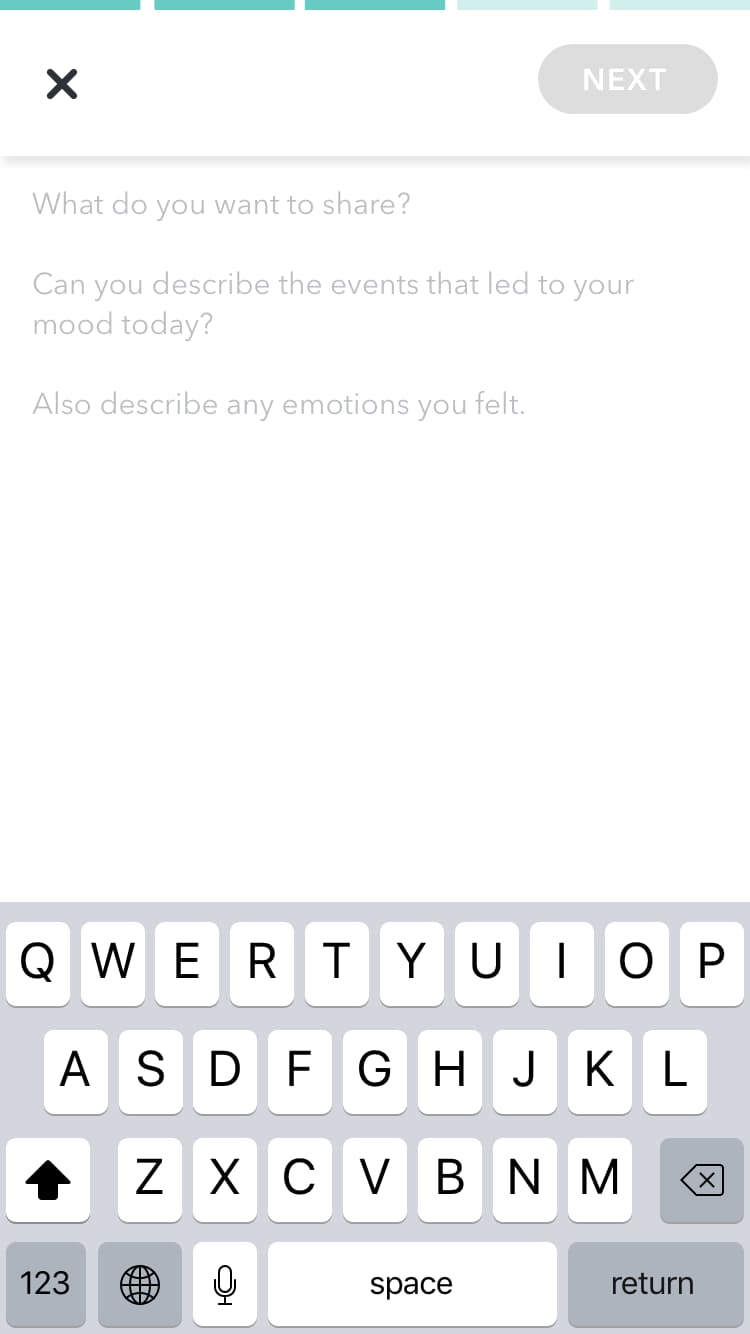 NEXT
What do you want to share?
Can you describe the events that led to your
mood today?
Also describe any emotions you felt.
Q W E R T Y U I O P
A S D F G H J K L
Z X C V B N M
123 space return